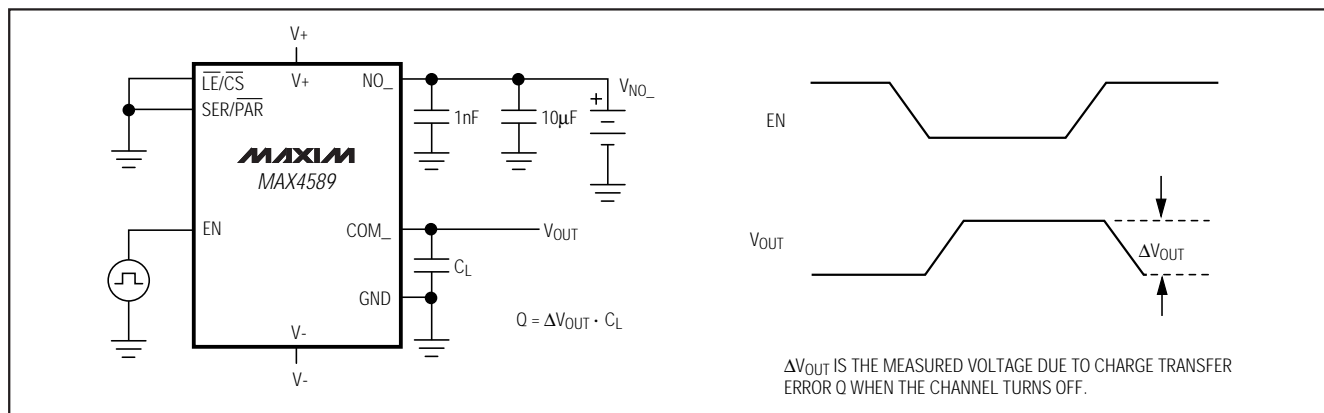 V+
LE/CS
V+
NO_
V_NO_
SER/PAR
1nF
10µF
+
MAXIM
MAX4589
EN
COM_
V_OUT
C_L
GND
V-
V-
Q = ΔV_OUT · C_L
EN
V_OUT
ΔV_OUT
ΔV_OUT IS THE MEASURED VOLTAGE DUE TO CHARGE TRANSFER
ERROR Q WHEN THE CHANNEL TURNS OFF.